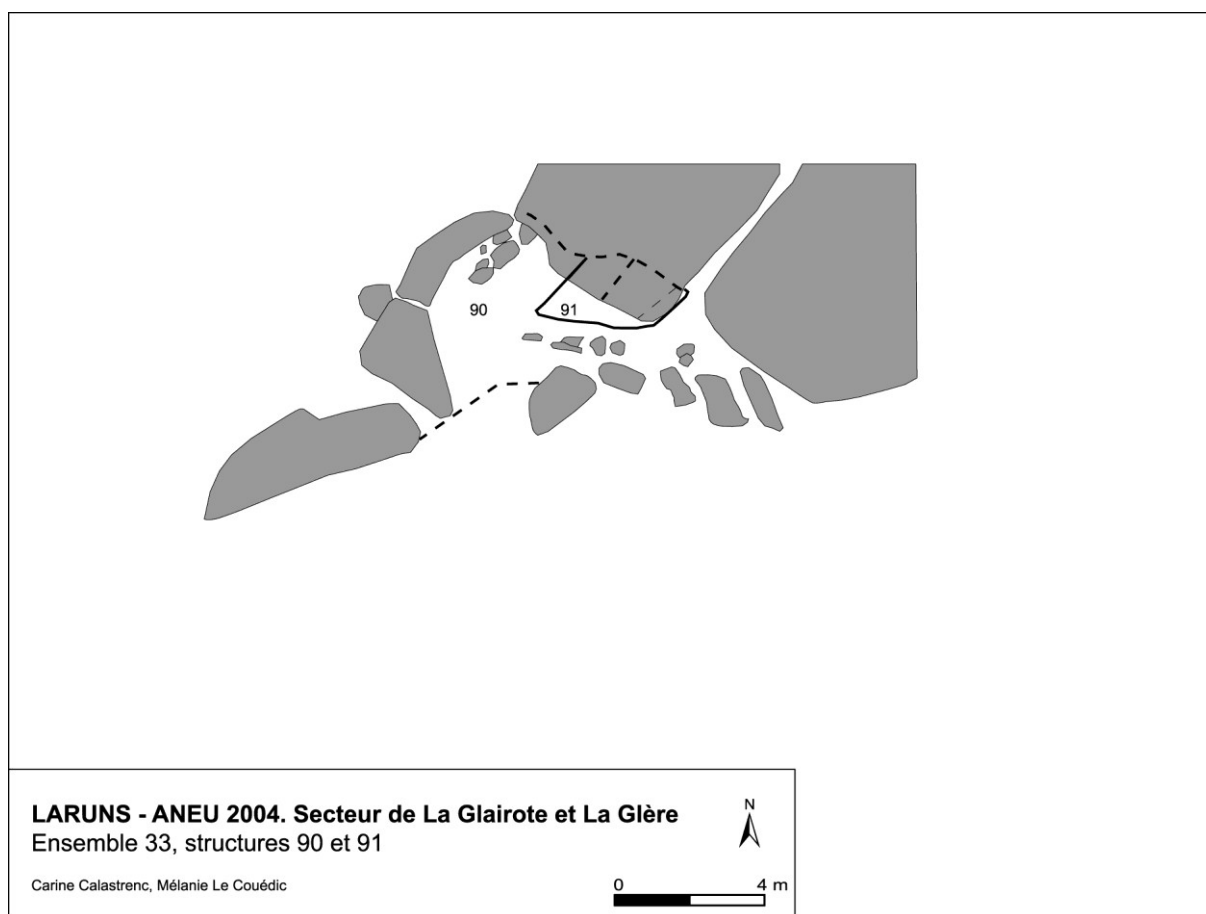 90
91
LARUNS - ANEU 2004. Secteur de La Glairote et La Glère
Ensemble 33, structures 90 et 91
Carine Calastrenc, Mélanie Le Couédic
N
0 4 m